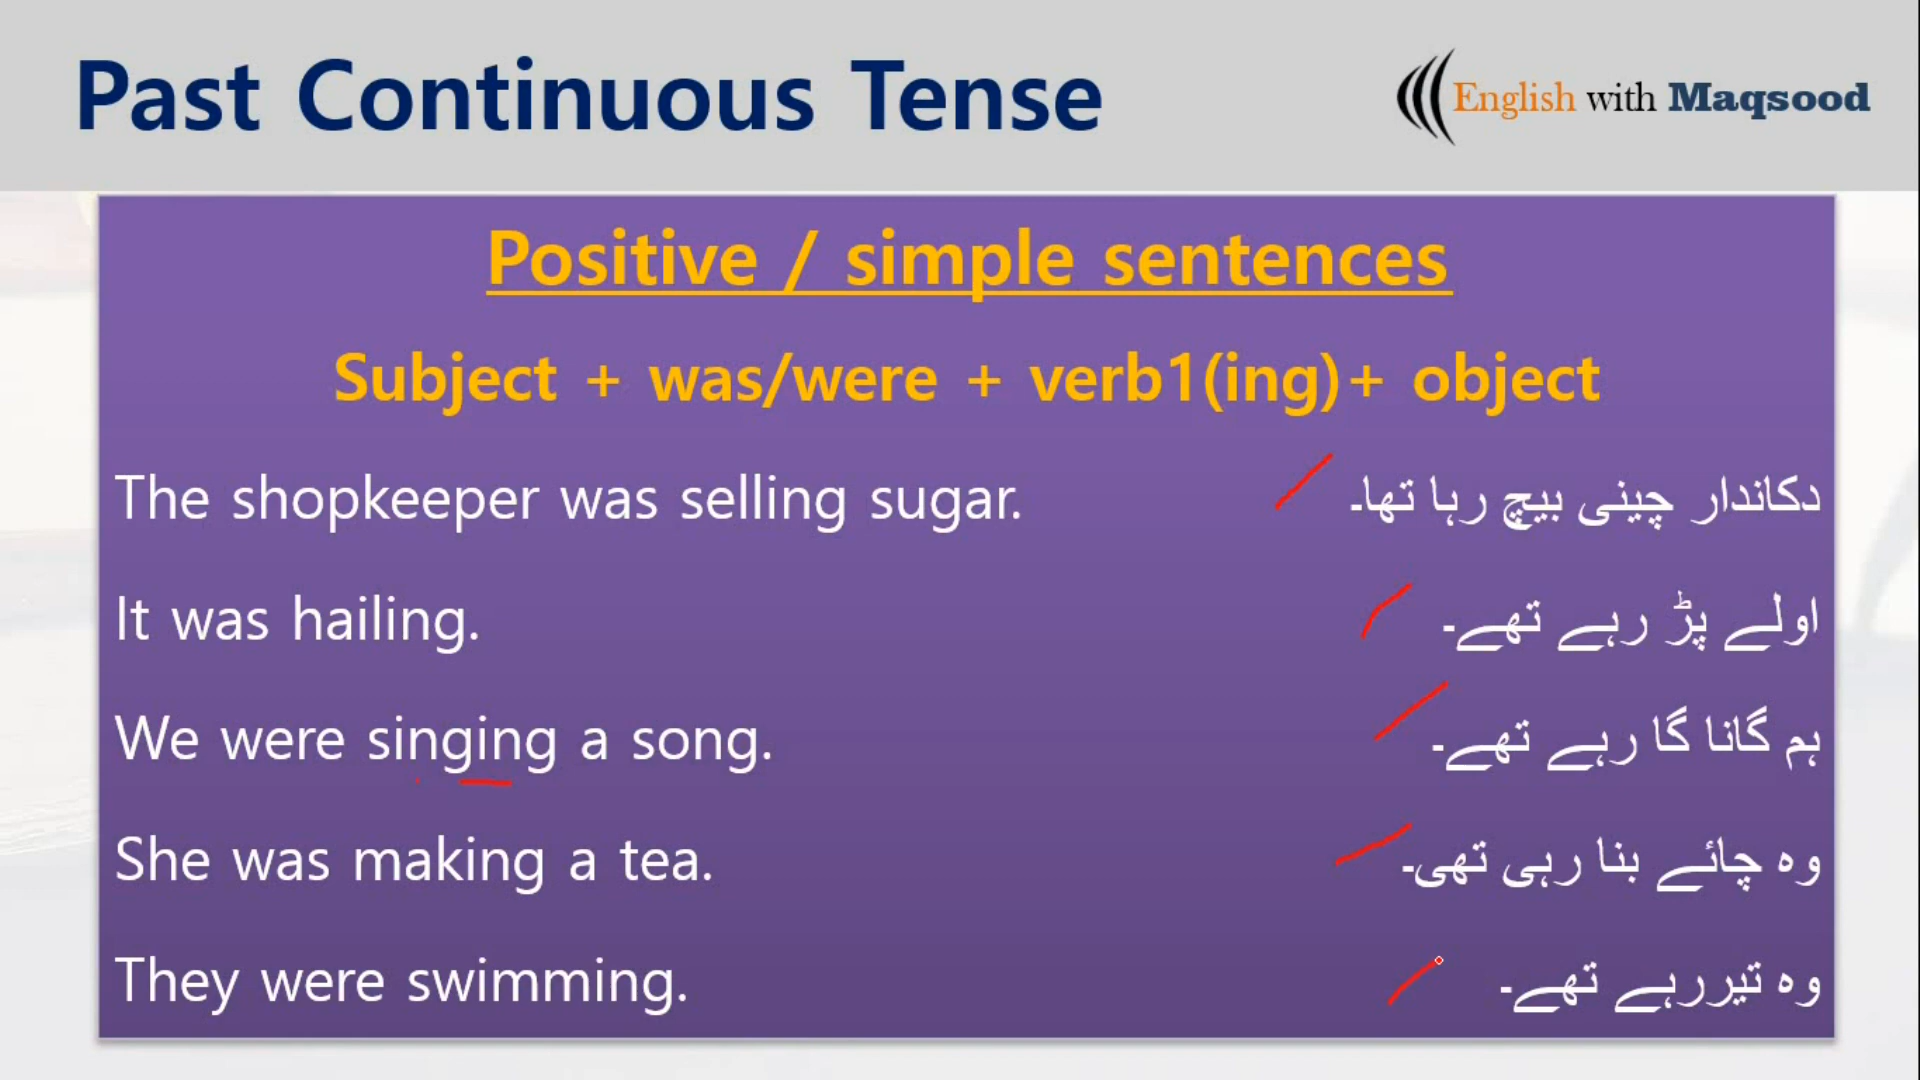 Past Continuous Tense
English with Maqsood
Positive / simple sentences
Subject + was/were + verb1(ing)+ object
The shopkeeper was selling sugar.
دکاندار چینی بیچ رہا تھا۔
It was hailing.
اولے پڑ رہے تھے۔
We were singing a song.
ہم گانا گا رہے تھے۔
She was making a tea.
وہ چائے بنا رہی تھی۔
They were swimming.
وہ تیررہے تھے۔